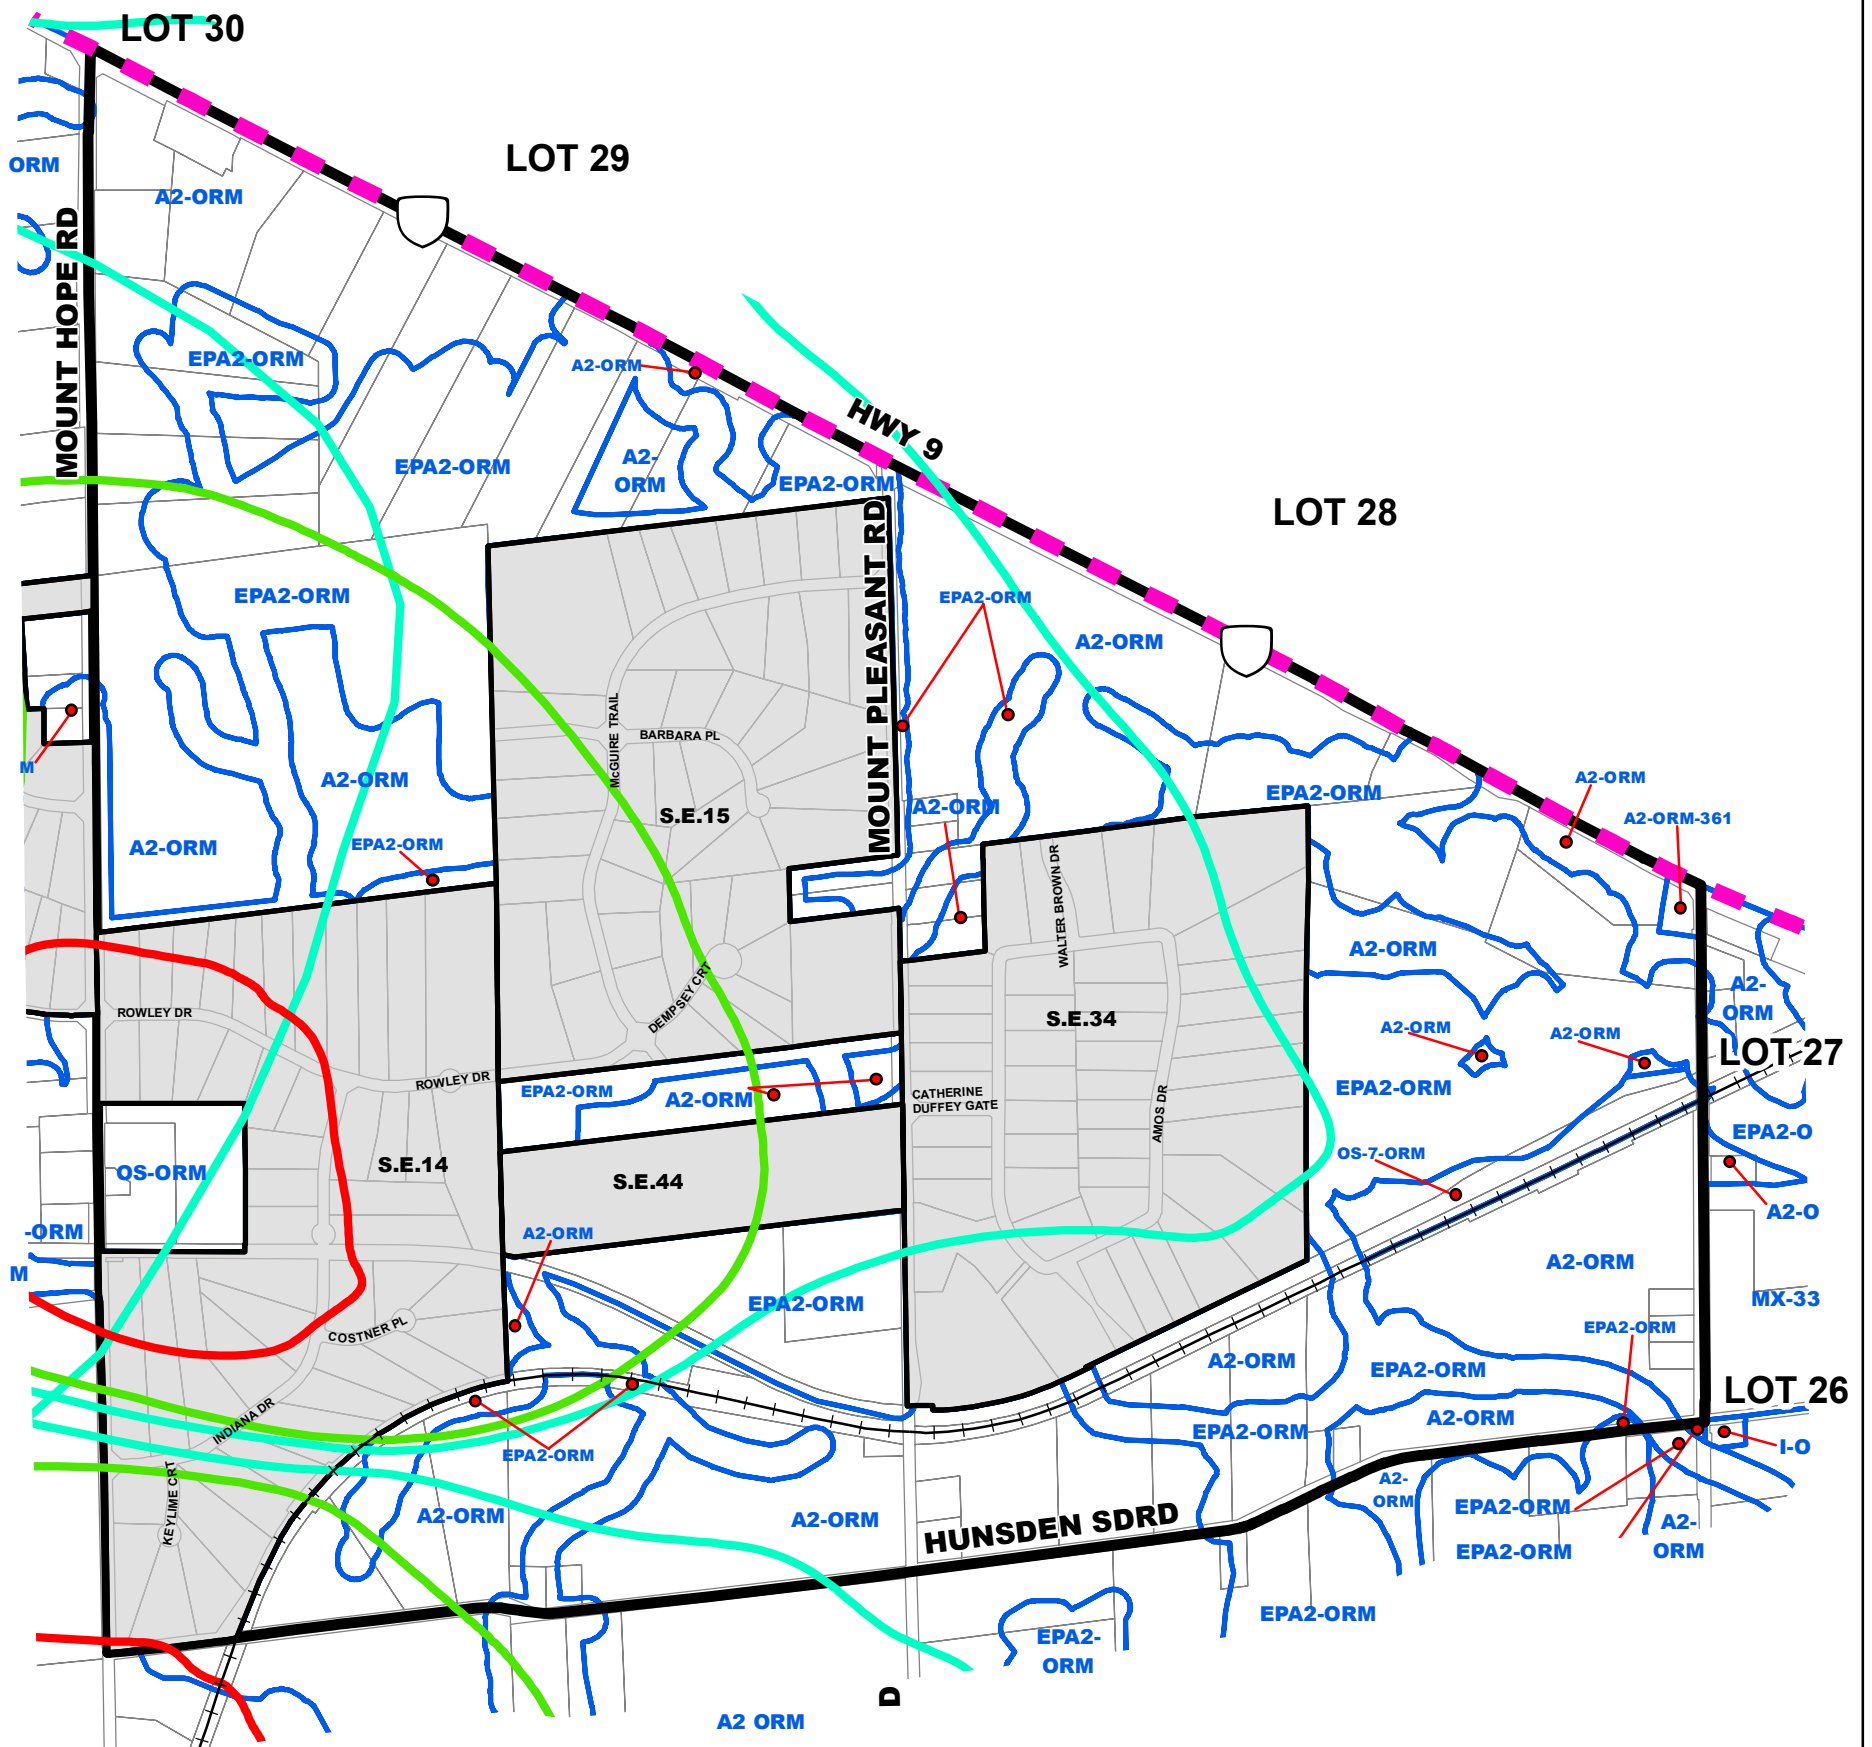 LOT 30
LOT 29
ORM
A2-ORM
MOUNT HOPE RD
EPA2-ORM
A2-ORM
HWY 9
EPA2-ORM
A2-
ORM
EPA2-ORM
LOT 28
MOUNT PLEASANT RD
EPA2-ORM
EPA2-ORM
A2-ORM
McGUIRE TRAIL
BARBARA PL
M
A2-ORM
EPA2-ORM
A2-ORM
A2-ORM
S.E.15
A2-ORM-361
A2-ORM
EPA2-ORM
WALTER BROWN DR
A2-ORM
DEMPSEY CRT
A2-
ORM
ROWLEY DR
S.E.34
A2-ORM
A2-ORM
LOT 27
ROWLEY DR
EPA2-ORM
A2-ORM
CATHERINE
DUFFEY GATE
EPA2-ORM
AMOS DR
EPA2-O
OS-ORM
S.E.14
S.E.44
OS-7-ORM
A2-O
-ORM
A2-ORM
A2-ORM
M
EPA2-ORM
MX-33
COSTNER PL
EPA2-ORM
A2-ORM
EPA2-ORM
LOT 26
INDIANA DR
A2-ORM
EPA2-ORM
EPA2-ORM
I-O
KEYLIME CRT
A2-
ORM
A2-ORM
A2-ORM
HUNSDEN SDRD
EPA2-ORM
A2-
ORM
EPA2-ORM
EPA2-ORM
EPA2-
ORM
D
A2 ORM